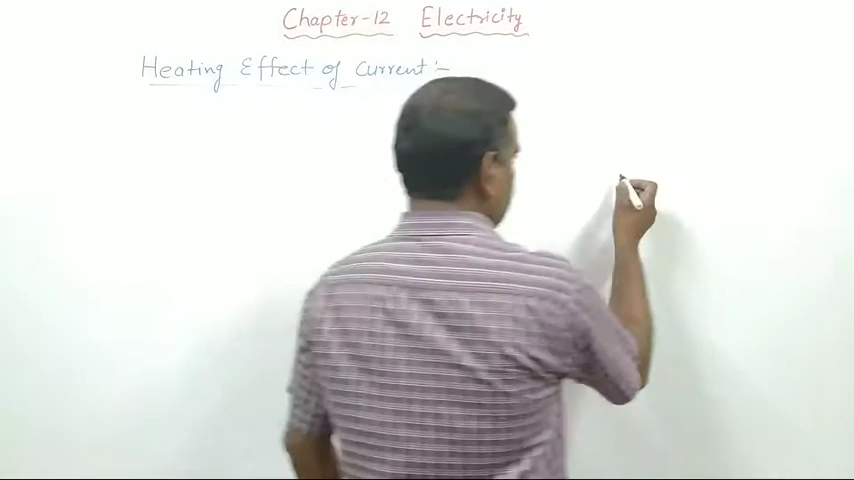 Chapter-12 Electricity
Heating Effect of Current :-